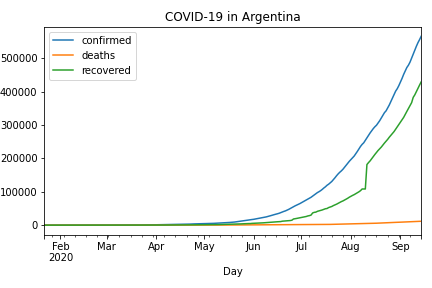 COVID-19 in Argentina
confirmed
deaths
recovered
500000
400000
300000
200000
100000
0
Feb Mar Apr May Jun Jul Aug Sep
2020
Day